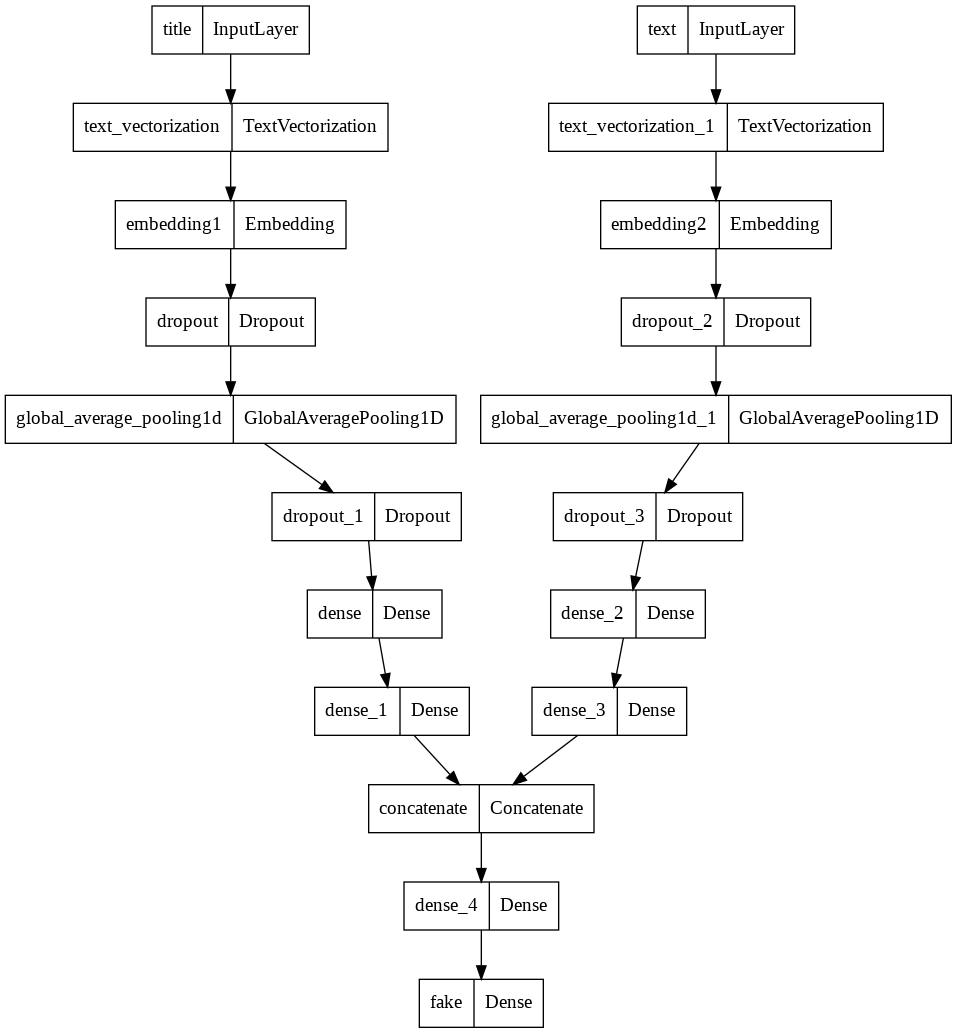 title InputLayer
text InputLayer
text_vectorization TextVectorization
text_vectorization_1 TextVectorization
embedding1 Embedding
embedding2 Embedding
dropout Dropout
dropout_2 Dropout
global_average_pooling1d GlobalAveragePooling1D
global_average_pooling1d_1 GlobalAveragePooling1D
dropout_1 Dropout
dropout_3 Dropout
dense Dense
dense_2 Dense
dense_1 Dense
dense_3 Dense
concatenate Concatenate
dense_4 Dense
fake Dense